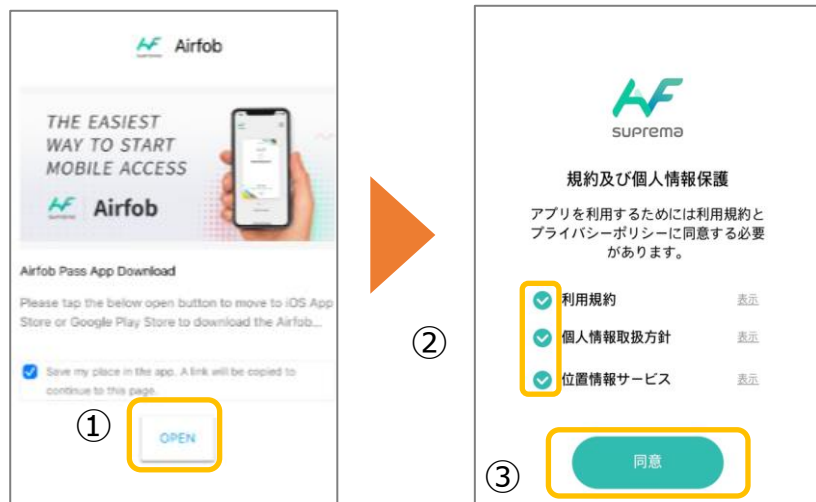 Airfob
THE EASIEST
WAY TO START
MOBILE ACCESS
suprema
Airfob
Airfob Pass App Download
Please tap the below open button to move to iOS App
Store or Google Play Store to download the Airfob...
Save my place in the app. A link will be copied to
continue to this page.
①
OPEN
②
suprema
規約及び個人情報保護
アプリを利用するためには利用規約と
プライバシーポリシーに同意する必要
があります。
利用規約 表示
個人情報取扱方針 表示
位置情報サービス 表示
③
同意